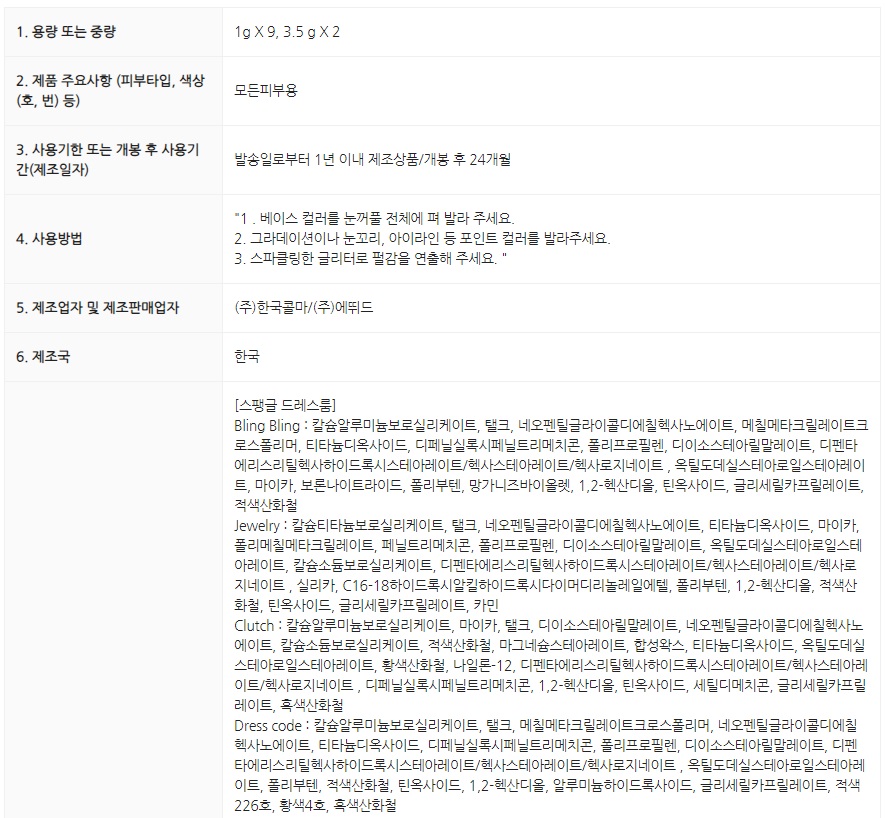 1. 용량 또는 중량
1g X 9, 3.5 g X 2
2. 제품 주요사항 (피부타입, 색상
(호, 번) 등)
모든피부용
3. 사용기한 또는 개봉 후 사용기
간(제조일자)
발송일로부터 1년 이내 제조상품/개봉 후 24개월
4. 사용방법
"1 . 베이스 컬러를 눈꺼풀 전체에 펴 발라 주세요.
2. 그라데이션이나 눈꼬리, 아이라인 등 포인트 컬러를 발라주세요.
3. 스파클링한 글리터로 펄감을 연출해 주세요. "
5. 제조업자 및 제조판매업자
(주)한국콜마/(주)에뛰드
6. 제조국
한국
[스팽글 드레스룸]
Bling Bling : 칼슘알루미늄보로실리케이트, 탤크, 네오펜틸글라이콜디에칠헥사노에이트, 메칠메타크릴레이트크
로스폴리머, 티타늄디옥사이드, 디페닐실록시페닐트리메치콘, 폴리프로필렌, 디이소스테아릴말레이트, 디펜타
에리스리틸헥사하이드록시스테아레이트/헥사스테아레이트/헥사로지네이트 , 옥틸도데실스테아로일스테아레이
트, 마이카, 보론나이트라이드, 폴리부텐, 망가니즈바이올렛, 1,2-헥산디올, 틴옥사이드, 글리세릴카프릴레이트,
적색산화철
Jewelry : 칼슘티타늄보로실리케이트, 탤크, 네오펜틸글라이콜디에칠헥사노에이트, 티타늄디옥사이드, 마이카,
폴리메칠메타크릴레이트, 페닐트리메치콘, 폴리프로필렌, 디이소스테아릴말레이트, 옥틸도데실스테아로일스테
아레이트, 칼슘소듐보로실리케이트, 디펜타에리스리틸헥사하이드록시스테아레이트/헥사스테아레이트/헥사로
지네이트 , 실리카, C16-18하이드록시알킬하이드록시다이머디리놀레일에텔, 폴리부텐, 1,2-헥산디올, 적색산
화철, 틴옥사이드, 글리세릴카프릴레이트, 카민
Clutch : 칼슘알루미늄보로실리케이트, 마이카, 탤크, 디이소스테아릴말레이트, 네오펜틸글라이콜디에칠헥사노
에이트, 칼슘소듐보로실리케이트, 적색산화철, 마그네슘스테아레이트, 합성왁스, 티타늄디옥사이드, 옥틸도데실
스테아로일스테아레이트, 황색산화철, 나일론-12, 디펜타에리스리틸헥사하이드록시스테아레이트/헥사스테아레
이트/헥사로지네이트 , 디페닐실록시페닐트리메치콘, 1,2-헥산디올, 틴옥사이드, 세틸디메치콘, 글리세릴카프릴
레이트, 흑색산화철
Dress code : 칼슘알루미늄보로실리케이트, 탤크, 메칠메타크릴레이트크로스폴리머, 네오펜틸글라이콜디에칠
헥사노에이트, 티타늄디옥사이드, 디페닐실록시페닐트리메치콘, 폴리프로필렌, 디이소스테아릴말레이트, 디펜
타에리스리틸헥사하이드록시스테아레이트/헥사스테아레이트/헥사로지네이트 , 옥틸도데실스테아로일스테아레
이트, 폴리부텐, 적색산화철, 틴옥사이드, 1,2-헥산디올, 알루미늄하이드록사이드, 글리세릴카프릴레이트, 적색
226호, 황색4호, 흑색산화철